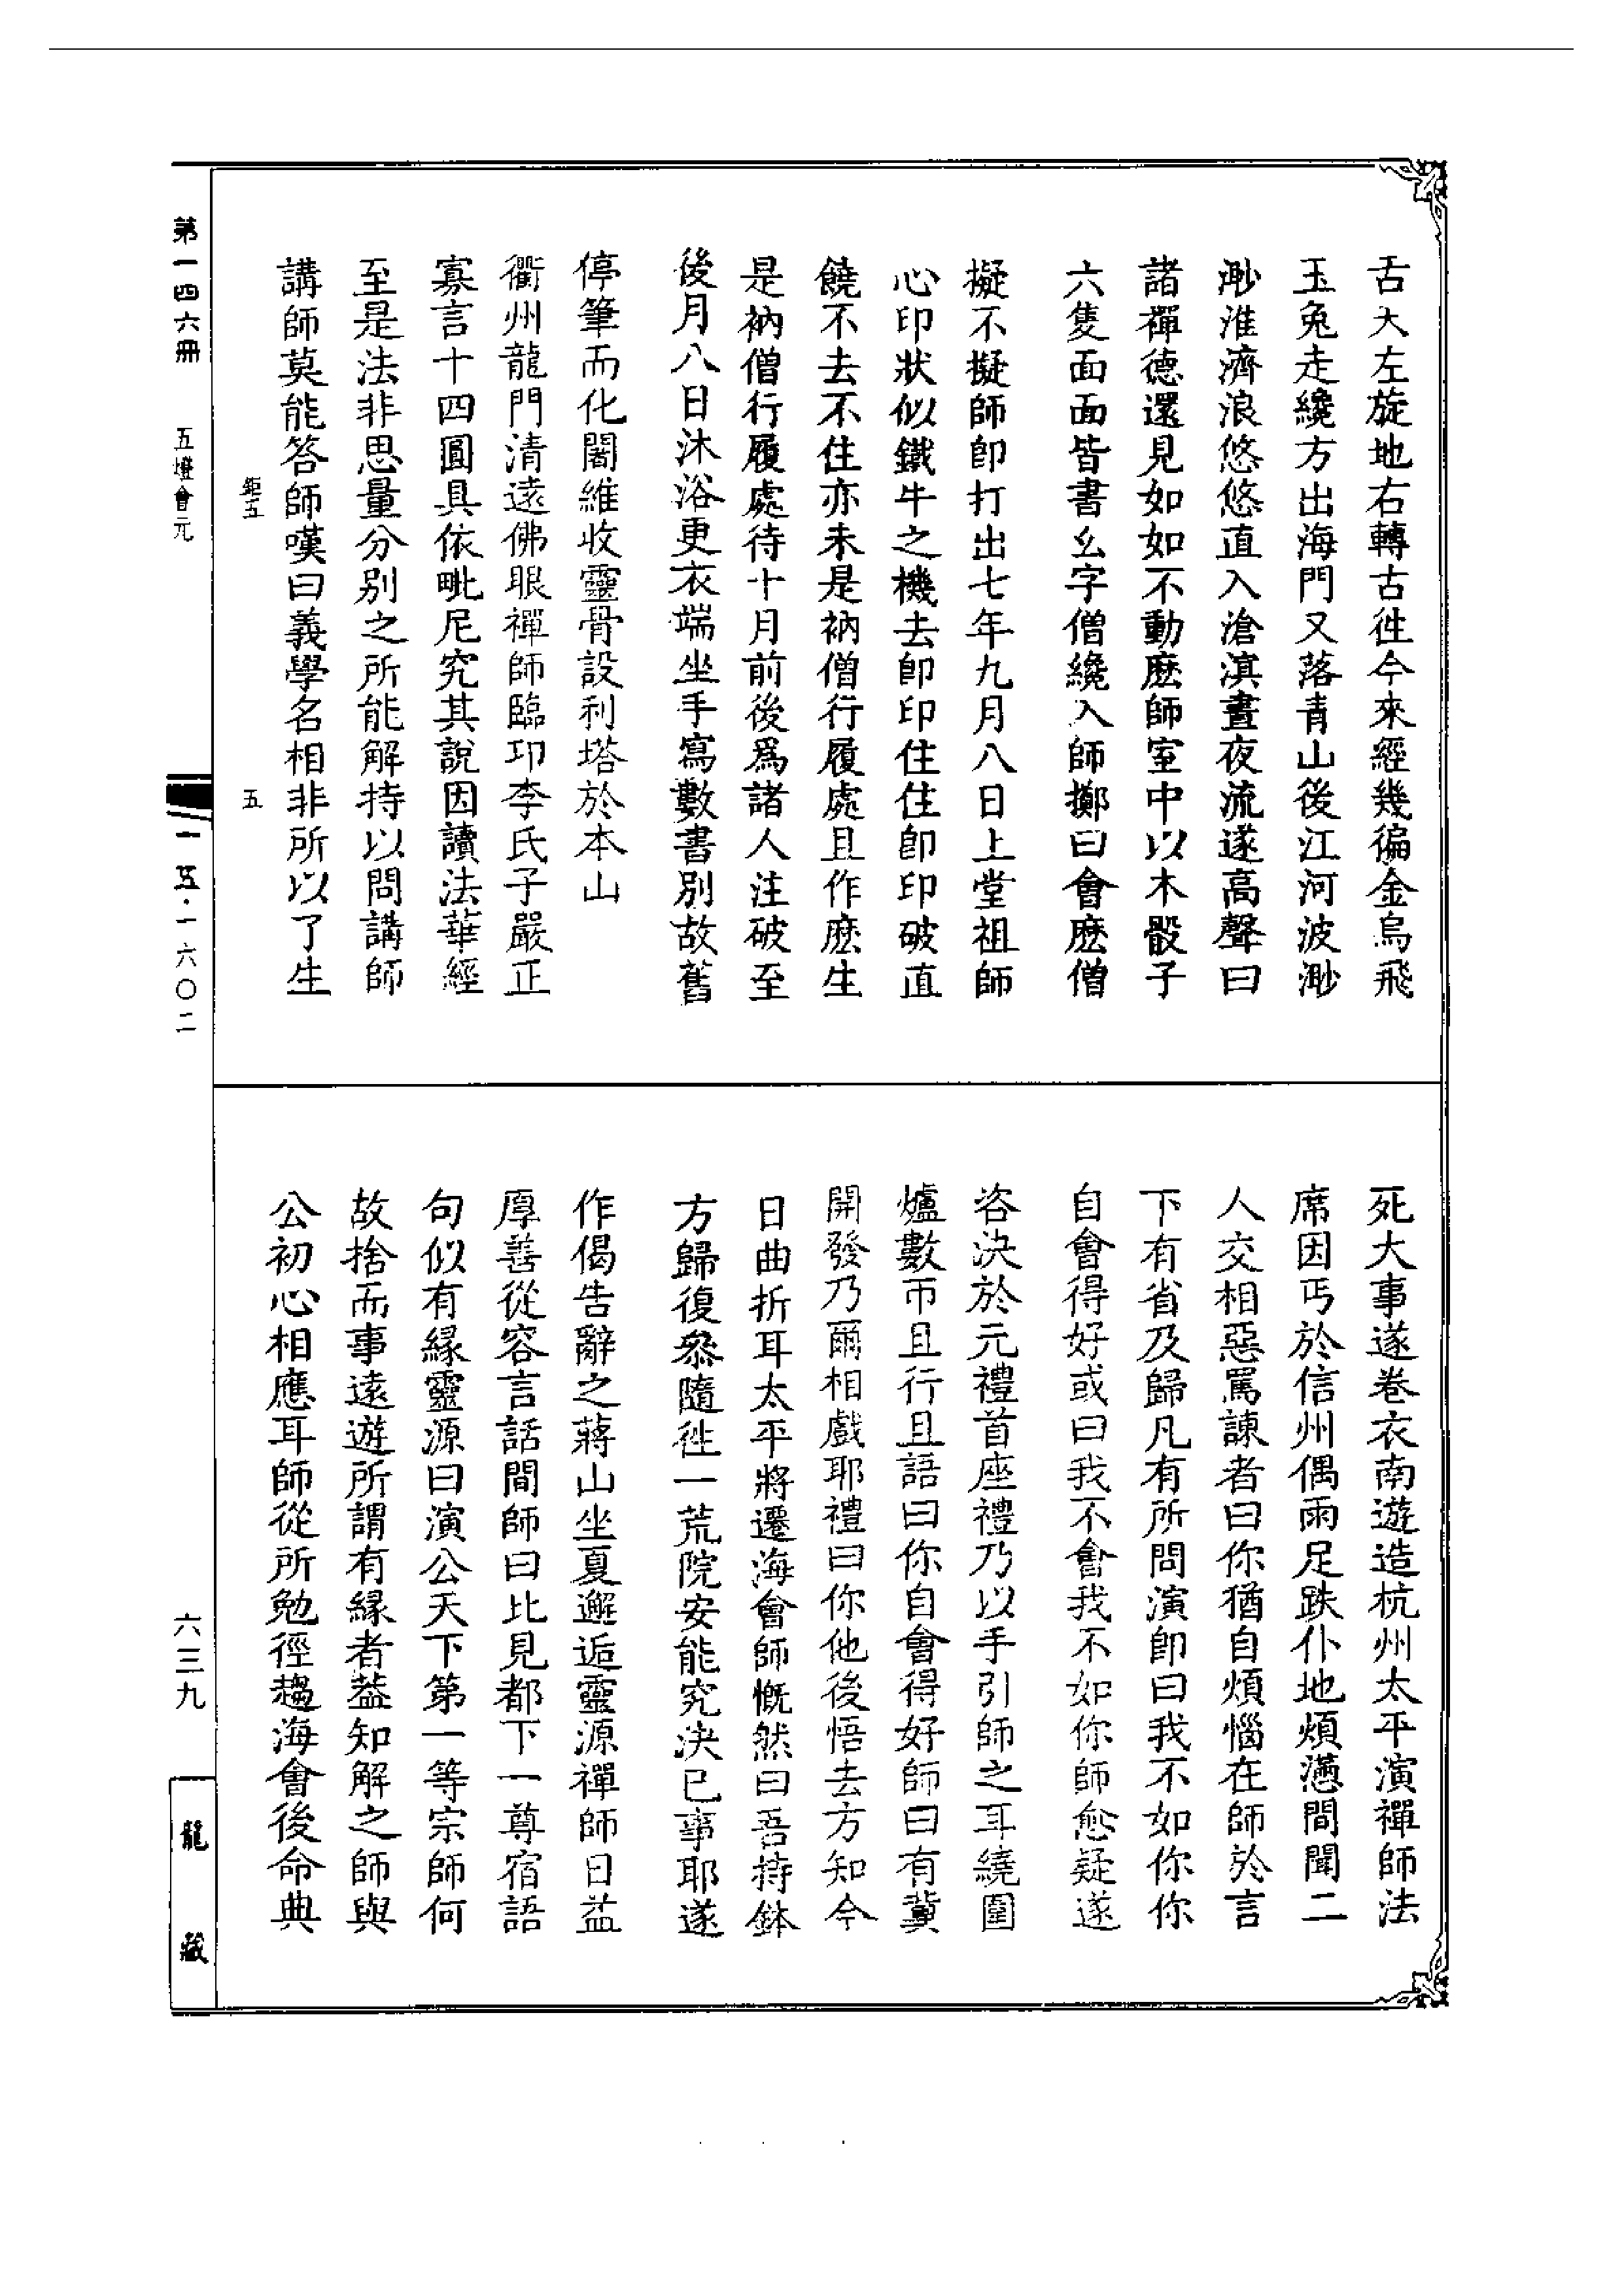 舌天左旋地右轉古徃今來經幾徧金烏飛
玉兔走纔方出海門又落青山後江河波渺
渺淮濟浪悠悠直入滄溟晝夜流遂高聲曰
諸禪德還見如如不動麽師室中以木骰子
六隻面面皆書幺字僧纔入師擲曰會麽僧
擬不擬師卽打出七年九月八日上堂祖師
心印狀似鐵牛之機去卽印住住卽印破直
饒不去不住亦未是衲僧行履處且作麽生
是衲僧行履處待十月前後爲諸人注破至
後月八日沐浴更衣端坐手寫數書別故舊
停筆而化闍維收靈骨設利塔於本山
衢州龍門清遠佛眼禪師臨卭李氏子嚴正
寡言十四圓具依毗尼究其說因讀法華經
至是法非思量分別之所能解持以問講師
講師莫能答師嘆曰義學名相非所以了生
鉅五
五
死大事遂卷衣南遊造杭州太平演禪師法
席因丐於信州偶雨足跌仆地煩懣間聞二
人交相惡罵諫者曰你猶自煩惱在師於言
下有省及歸凡有所問演卽曰我不如你你
自會得好或曰我不會我不如你師愈疑遂
咨決於元禮首座禮乃以手引師之耳繞圍
爐數帀且行且語曰你自會得好師曰有冀
開發乃爾相戲耶禮曰你他後悟去方知今
日曲折耳太平將遷海會師慨然曰吾持鉢
方歸復叅隨徃一荒院安能究決已事耶遂
作偈告辭之蔣山坐夏邂逅靈源禪師日益
厚善從容言話間師曰比見都下一尊宿語
句似有緣靈源曰演公天下第一等宗師何
故捨而事遠遊所謂有緣者葢知解之師與
公初心相應耳師從所勉徑趨海會後命典
第一四六冊
五燈會元
一五·一六〇二
六三九
龍藏